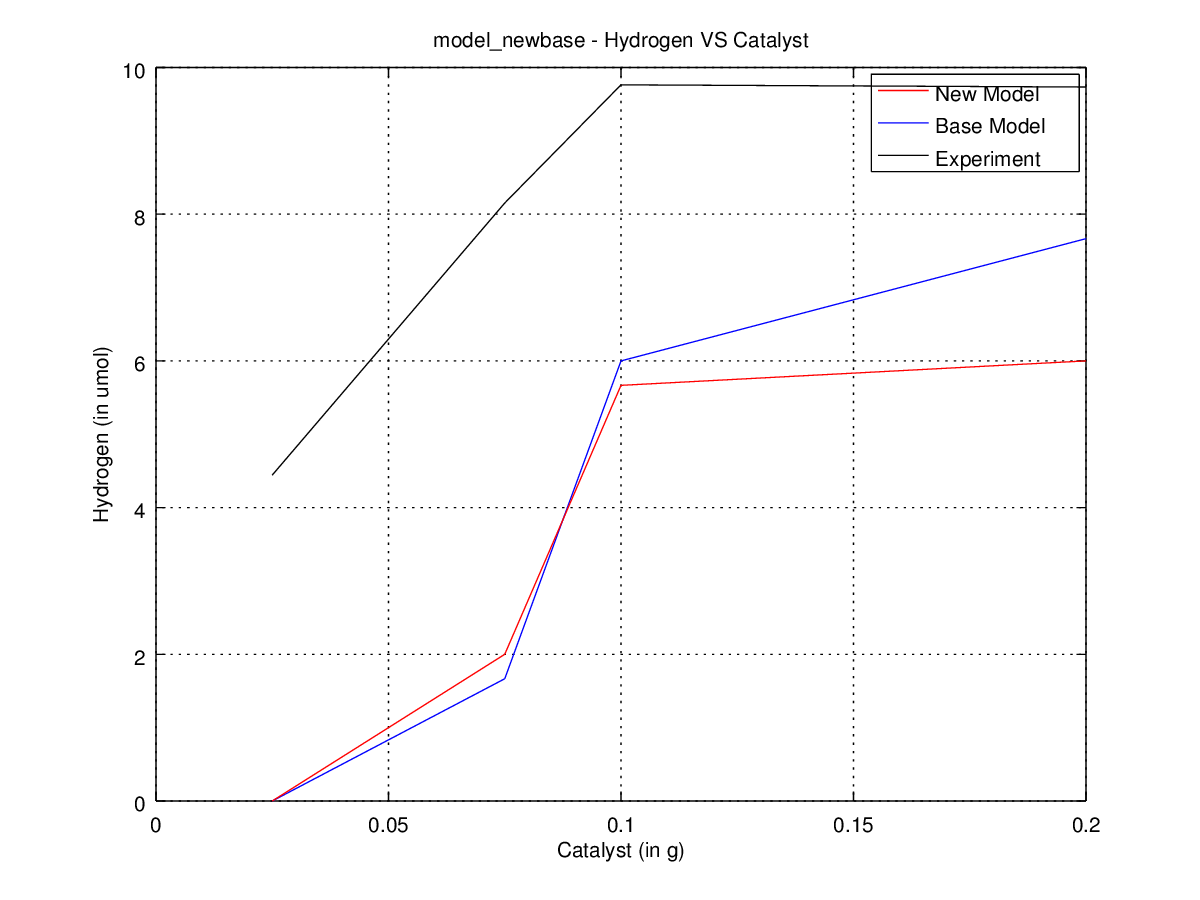 model_newbase - Hydrogen VS Catalyst
10
New Model
Base Model
Experiment
8
6
Hydrogen (in umol)
4
2
0
0 0.05 0.1 0.15 0.2
Catalyst (in g)